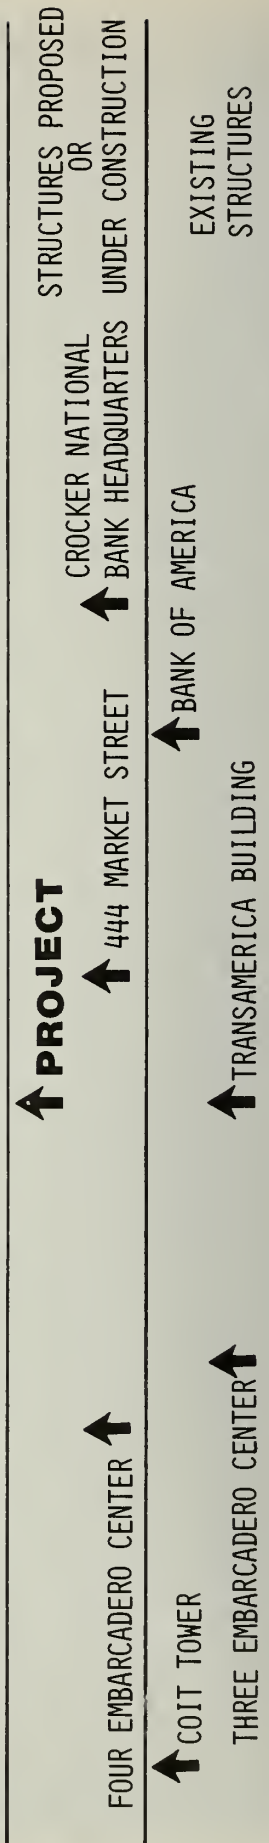 PROJECT
FOUR EMBARCADERO CENTER
444 MARKET STREET
CROCKER NATIONAL
BANK HEADQUARTERS
STRUCTURES PROPOSED
OR
UNDER CONSTRUCTION
COIT TOWER
THREE EMBARCADERO CENTER
TRANSAMERICA BUILDING
BANK OF AMERICA
EXISTING
STRUCTURES